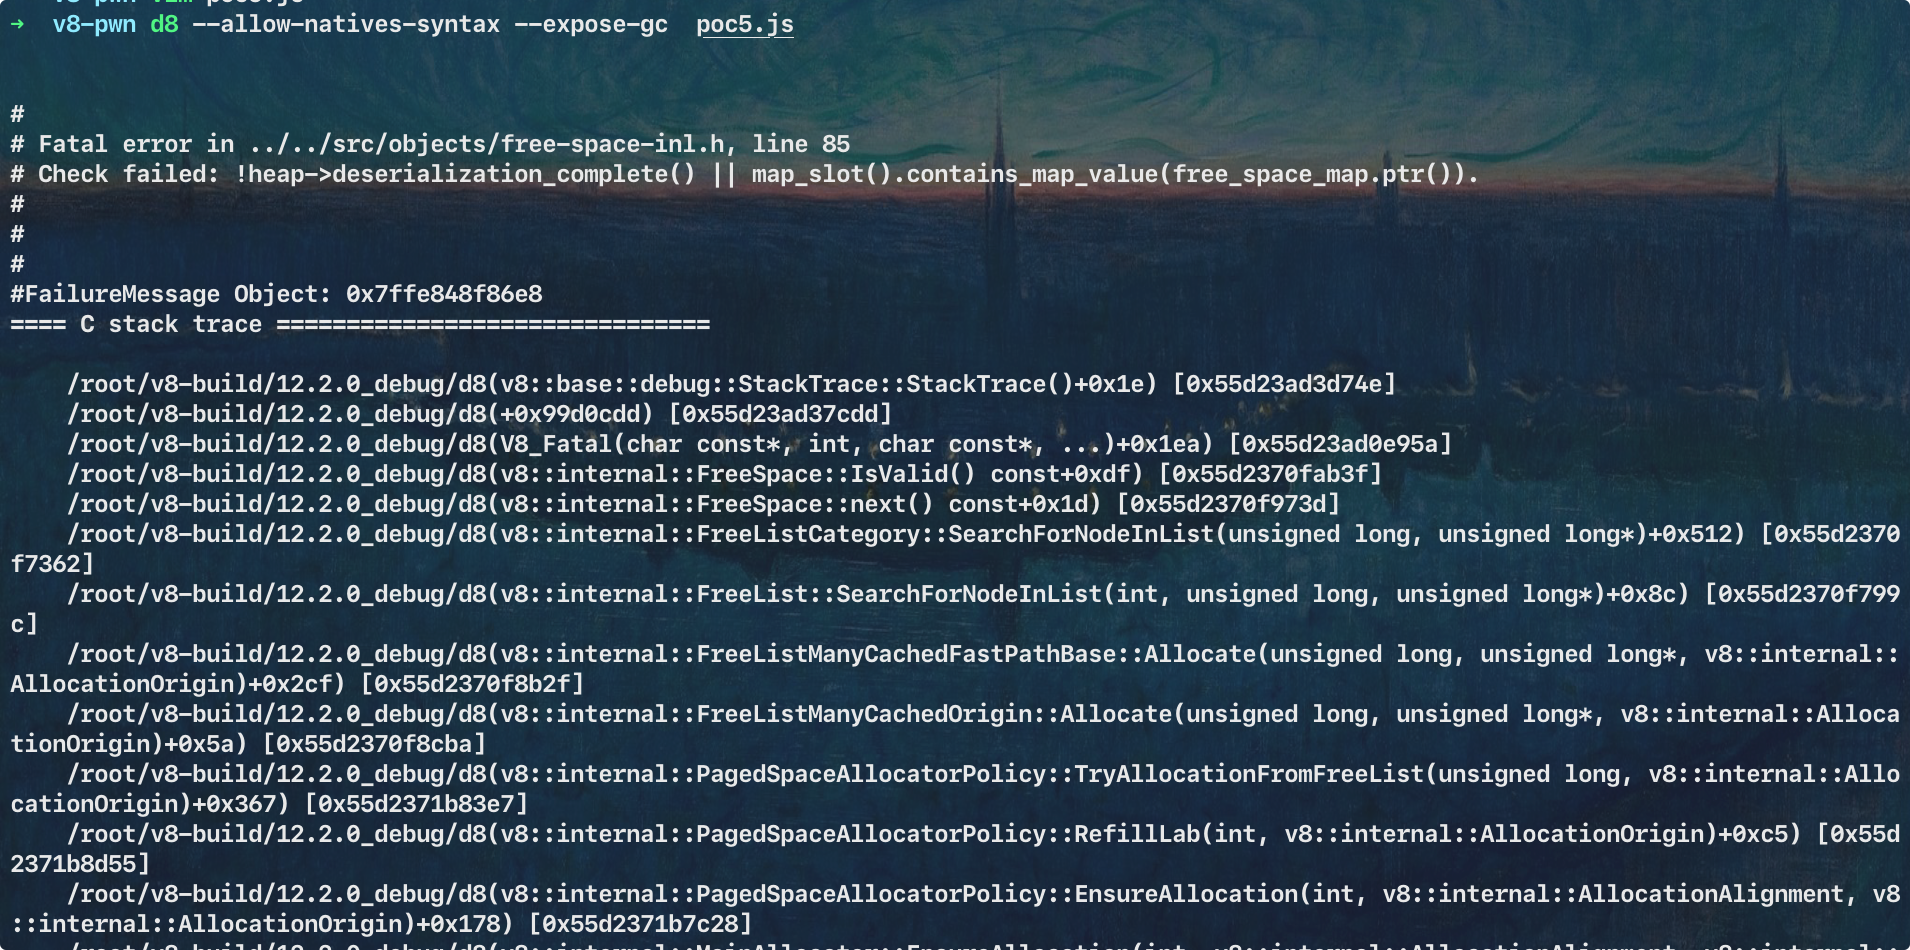 →  v8-pwn d8 --allow-natives-syntax --expose-gc  poc5.js
#
# Fatal error in ../../src/objects/free-space-inl.h, line 85
# Check failed: !heap->deserialization_complete() || map_slot().contains_map_value(free_space_map.ptr()).
#
#
#
#FailureMessage Object: 0x7ffe848f86e8
==== C stack trace ===============================
/root/v8-build/12.2.0_debug/d8(v8::base::debug::StackTrace::StackTrace()+0x1e) [0x55d23ad3d74e]
/root/v8-build/12.2.0_debug/d8(+0x99d0cdd) [0x55d23ad37cdd]
/root/v8-build/12.2.0_debug/d8(V8_Fatal(char const*, int, char const*, ...)+0x1ea) [0x55d23ad0e95a]
/root/v8-build/12.2.0_debug/d8(v8::internal::FreeSpace::IsValid() const+0xdf) [0x55d2370fab3f]
/root/v8-build/12.2.0_debug/d8(v8::internal::FreeSpace::next() const+0x1d) [0x55d2370f973d]
/root/v8-build/12.2.0_debug/d8(v8::internal::FreeListCategory::SearchForNodeInList(unsigned long, unsigned long*)+0x512) [0x55d2370
f7362]
/root/v8-build/12.2.0_debug/d8(v8::internal::FreeList::SearchForNodeInList(int, unsigned long, unsigned long*)+0x8c) [0x55d2370f799
c]
/root/v8-build/12.2.0_debug/d8(v8::internal::FreeListManyCachedFastPathBase::Allocate(unsigned long, unsigned long*, v8::internal::
AllocationOrigin)+0x2cf) [0x55d2370f8b2f]
/root/v8-build/12.2.0_debug/d8(v8::internal::FreeListManyCachedOrigin::Allocate(unsigned long, unsigned long*, v8::internal::Alloca
tionOrigin)+0x5a) [0x55d2370f8cba]
/root/v8-build/12.2.0_debug/d8(v8::internal::PagedSpaceAllocatorPolicy::TryAllocationFromFreeList(unsigned long, v8::internal::Allo
cationOrigin)+0x367) [0x55d2371b83e7]
/root/v8-build/12.2.0_debug/d8(v8::internal::PagedSpaceAllocatorPolicy::RefillLab(int, v8::internal::AllocationOrigin)+0xc5) [0x55d
2371b8d55]
/root/v8-build/12.2.0_debug/d8(v8::internal::PagedSpaceAllocatorPolicy::EnsureAllocation(int, v8::internal::AllocationAlignment, v8
::internal::AllocationOrigin)+0x178) [0x55d2371b7c28]